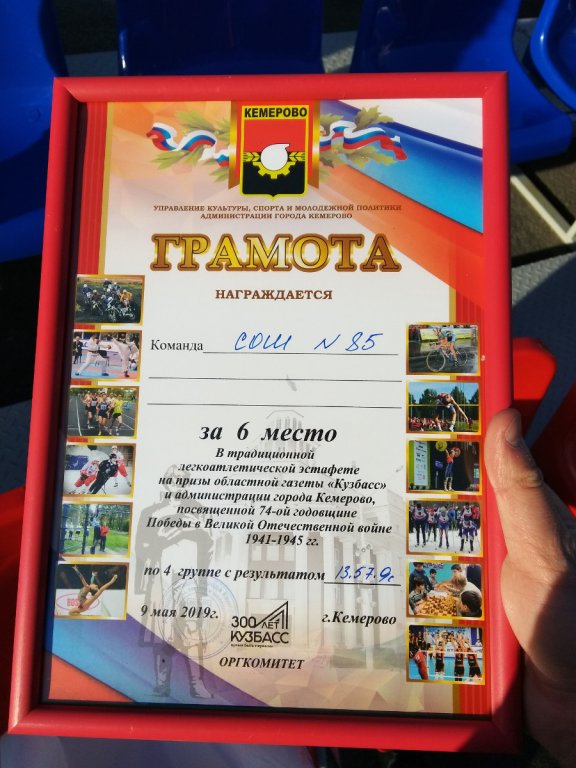 КЕМЕРОВО
УПРАВЛЕНИЕ КУЛЬТУРЫ, СПОРТА И МОЛОДЕЖНОЙ ПОЛИТИКИ
АДМИНИСТРАЦИИ ГОРОДА КЕМЕРОВО
ГРАМОТА
НАГРАЖДАЕТСЯ
Команда СОШ N 85
за 6 место
В традиционной
легкоатлетической эстафете
на призы областной газеты «Кузбасс»
и администрации города Кемерово,
посвященной 74-ой годовщине
Победы в Великой Отечественной войне
1941-1945 гг.
по 4 группе с результатом 13.57.9с
9 мая 2019г.
300 ЛЕТ
КУЗБАСС
г.Кемерово
ОРГКОМИТЕТ